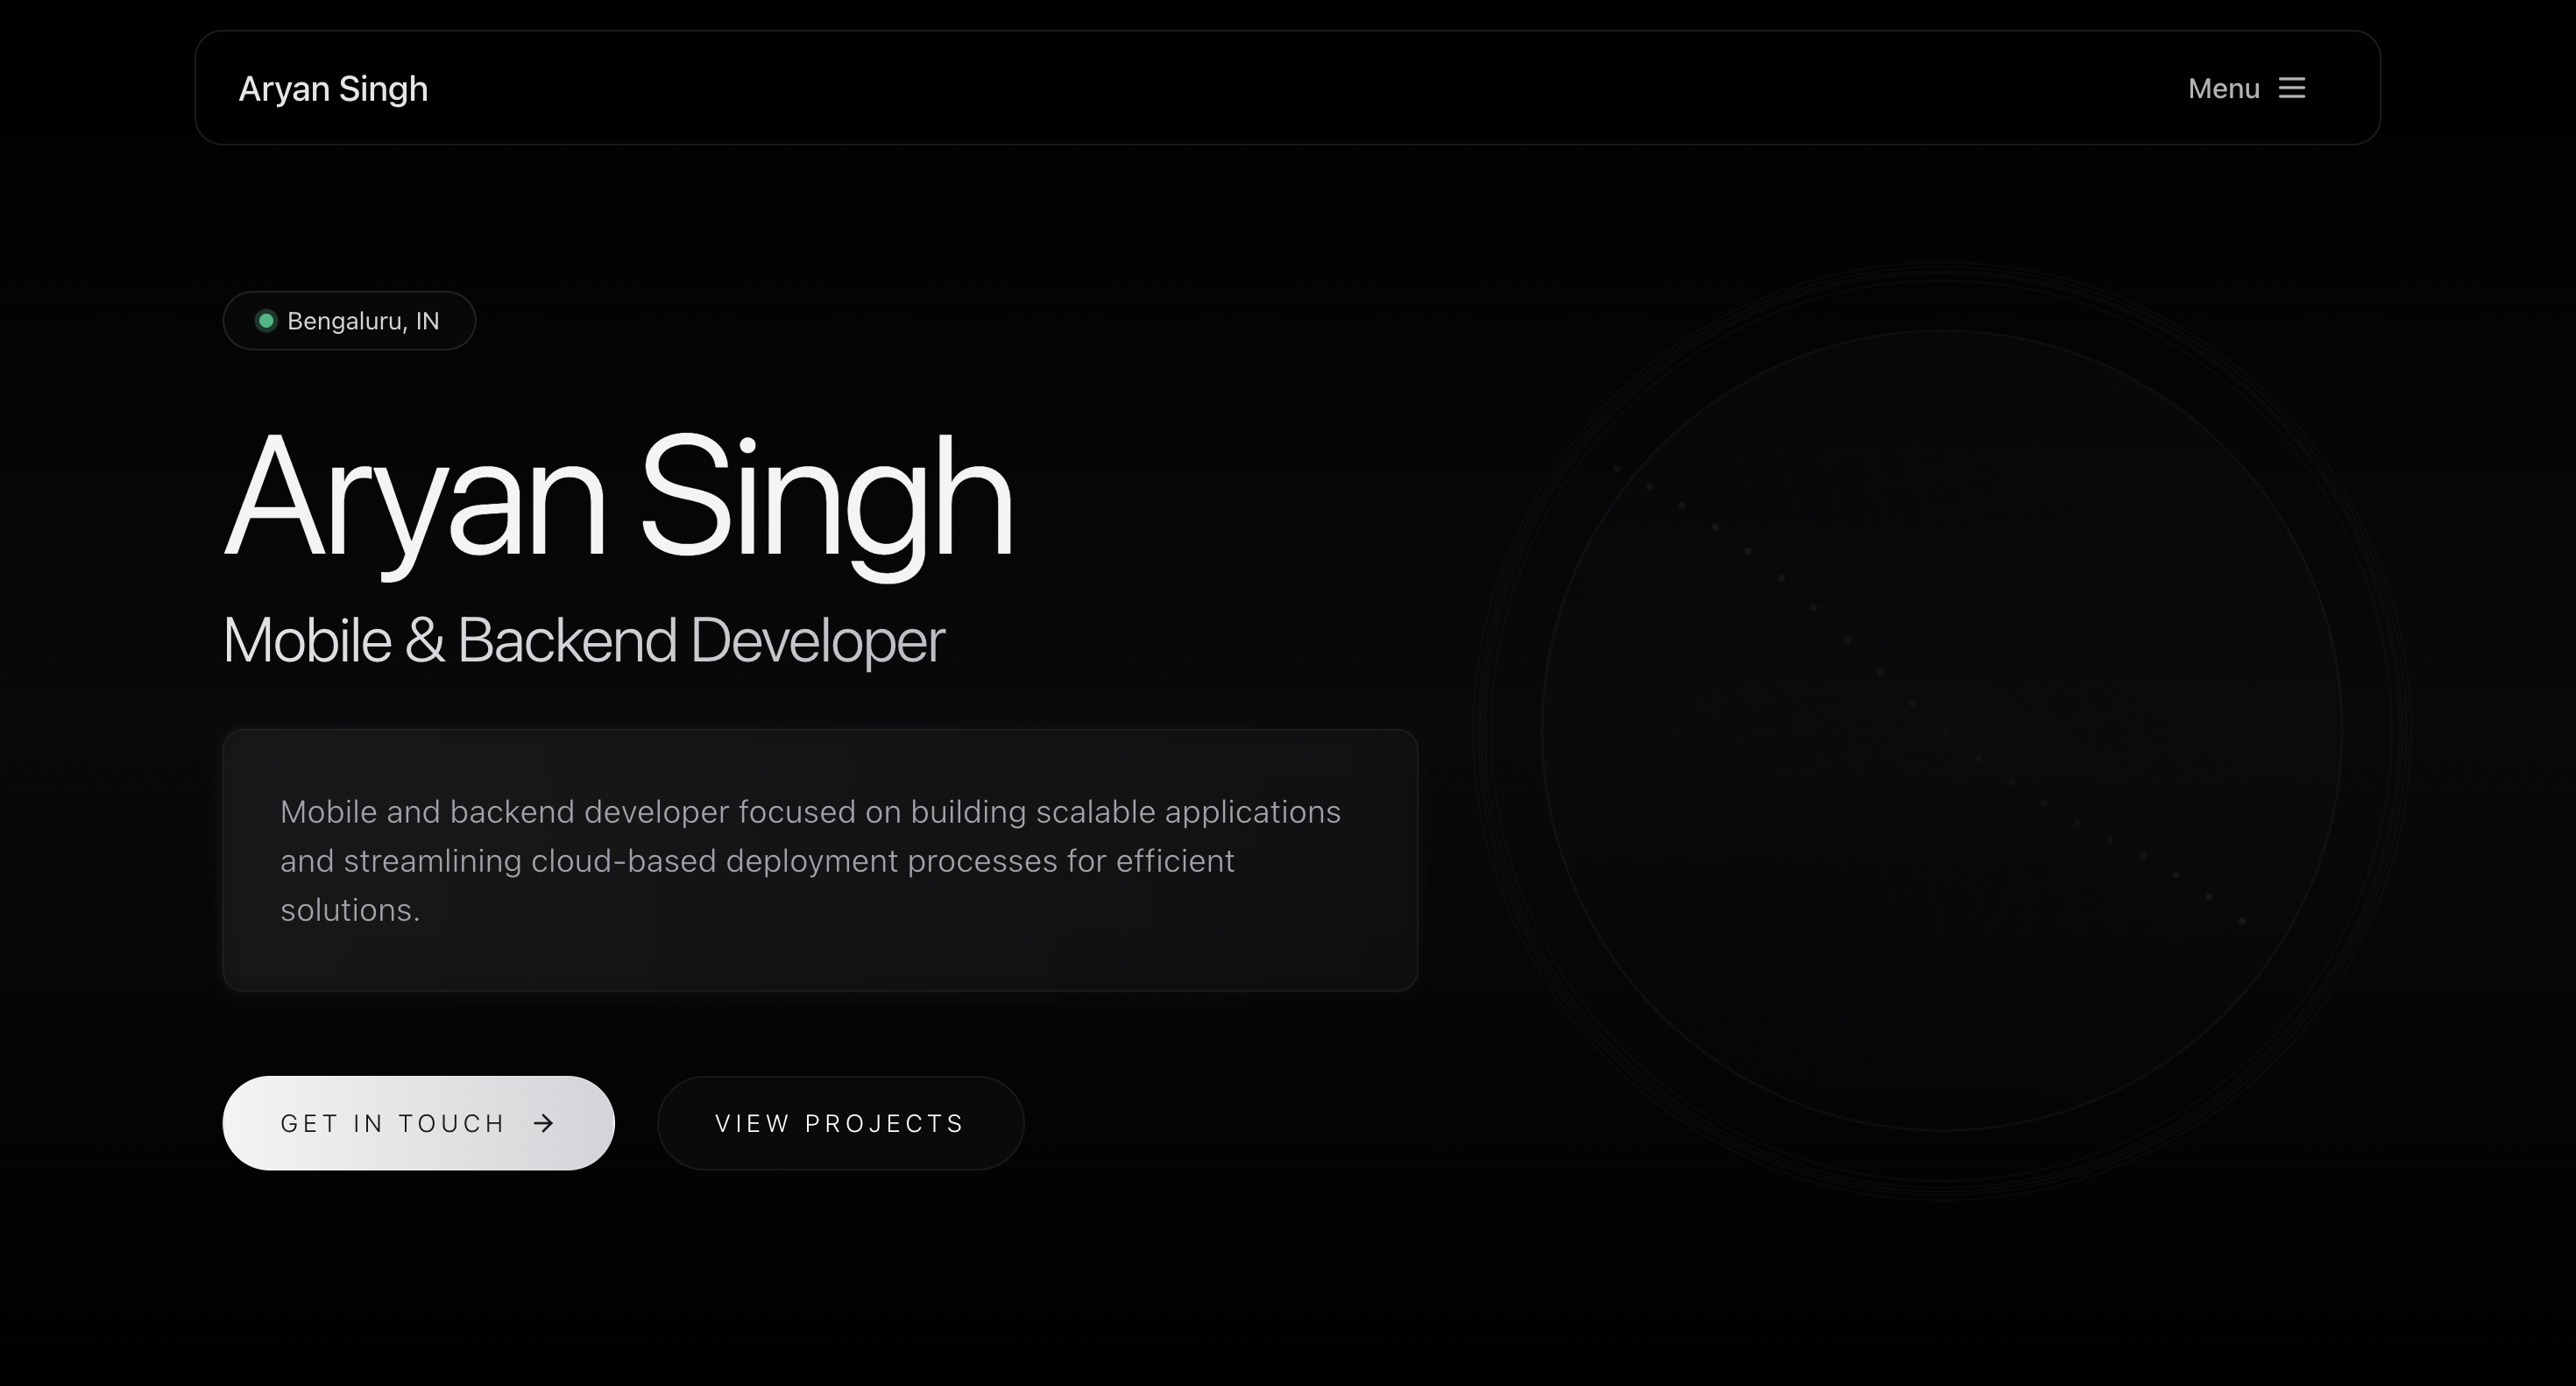 Aryan Singh
Menu
Bengaluru, IN
Aryan Singh
Mobile & Backend Developer
Mobile and backend developer focused on building scalable applications
and streamlining cloud-based deployment processes for efficient
solutions.
GET IN TOUCH
VIEW PROJECTS